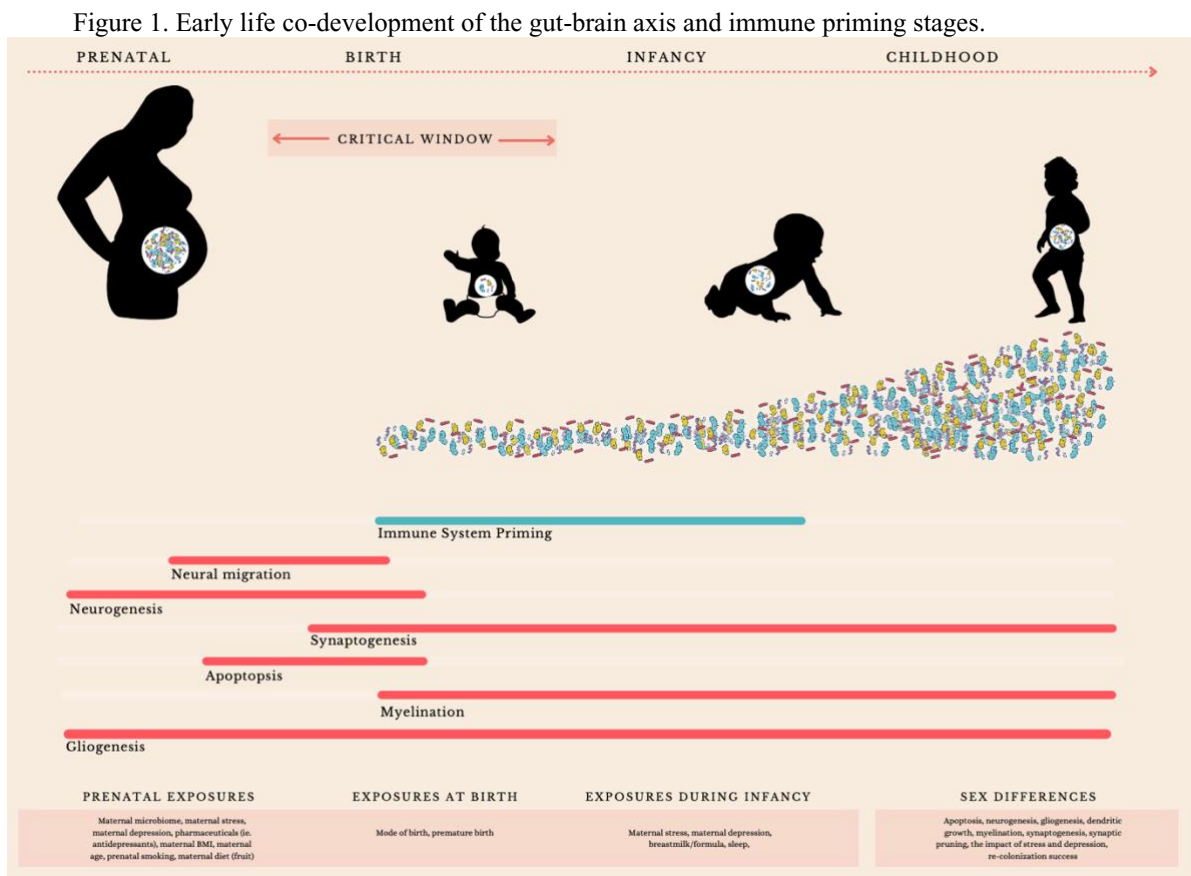 Figure 1. Early life co-development of the gut-brain axis and immune priming stages.
PRENATAL BIRTH INFANCY CHILDHOOD
CRITICAL WINDOW
Immune System Priming
Neural migration
Neurogenesis
Synaptogenesis
Apoptopsis
Myelination
Gliogenesis
PRENATAL EXPOSURES
Maternal microbiome, maternal stress,
maternal depression, pharmaceuticals (ie.
antidepressants), maternal BMI, maternal
age, prenatal smoking, maternal diet (fruit)
EXPOSURES AT BIRTH
Mode of birth, premature birth
EXPOSURES DURING INFANCY
Maternal stress, maternal depression,
breastmilk/formula, sleep,
SEX DIFFERENCES
Apoptosis, neurogenesis, gliogenesis, dendritic
growth, myelination, synaptogenesis, synaptic
pruning, the impact of stress and depression,
re-colonization success